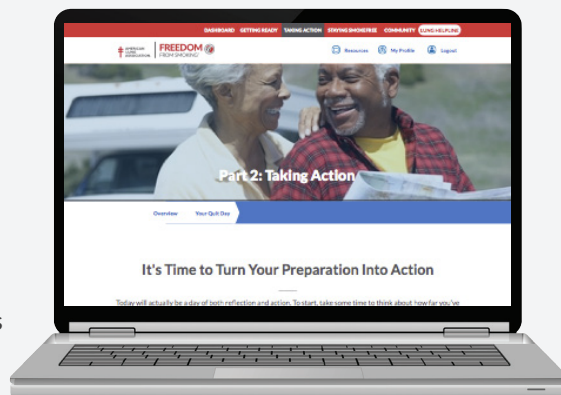 DASHBOARD GETTING READY TAKING ACTION STAYING SMOKEFREE COMMUNITY LUNG HELPLINE
AMERICAN LUNG ASSOCIATION
FREEDOM
FROM SMOKING
Resources My Profile Logout
Part 2: Taking Action
Overview Your Quit Day
It's Time to Turn Your Preparation Into Action
Today will actually be a day of both reflection and action. To start, take some time to think about how far you've
s